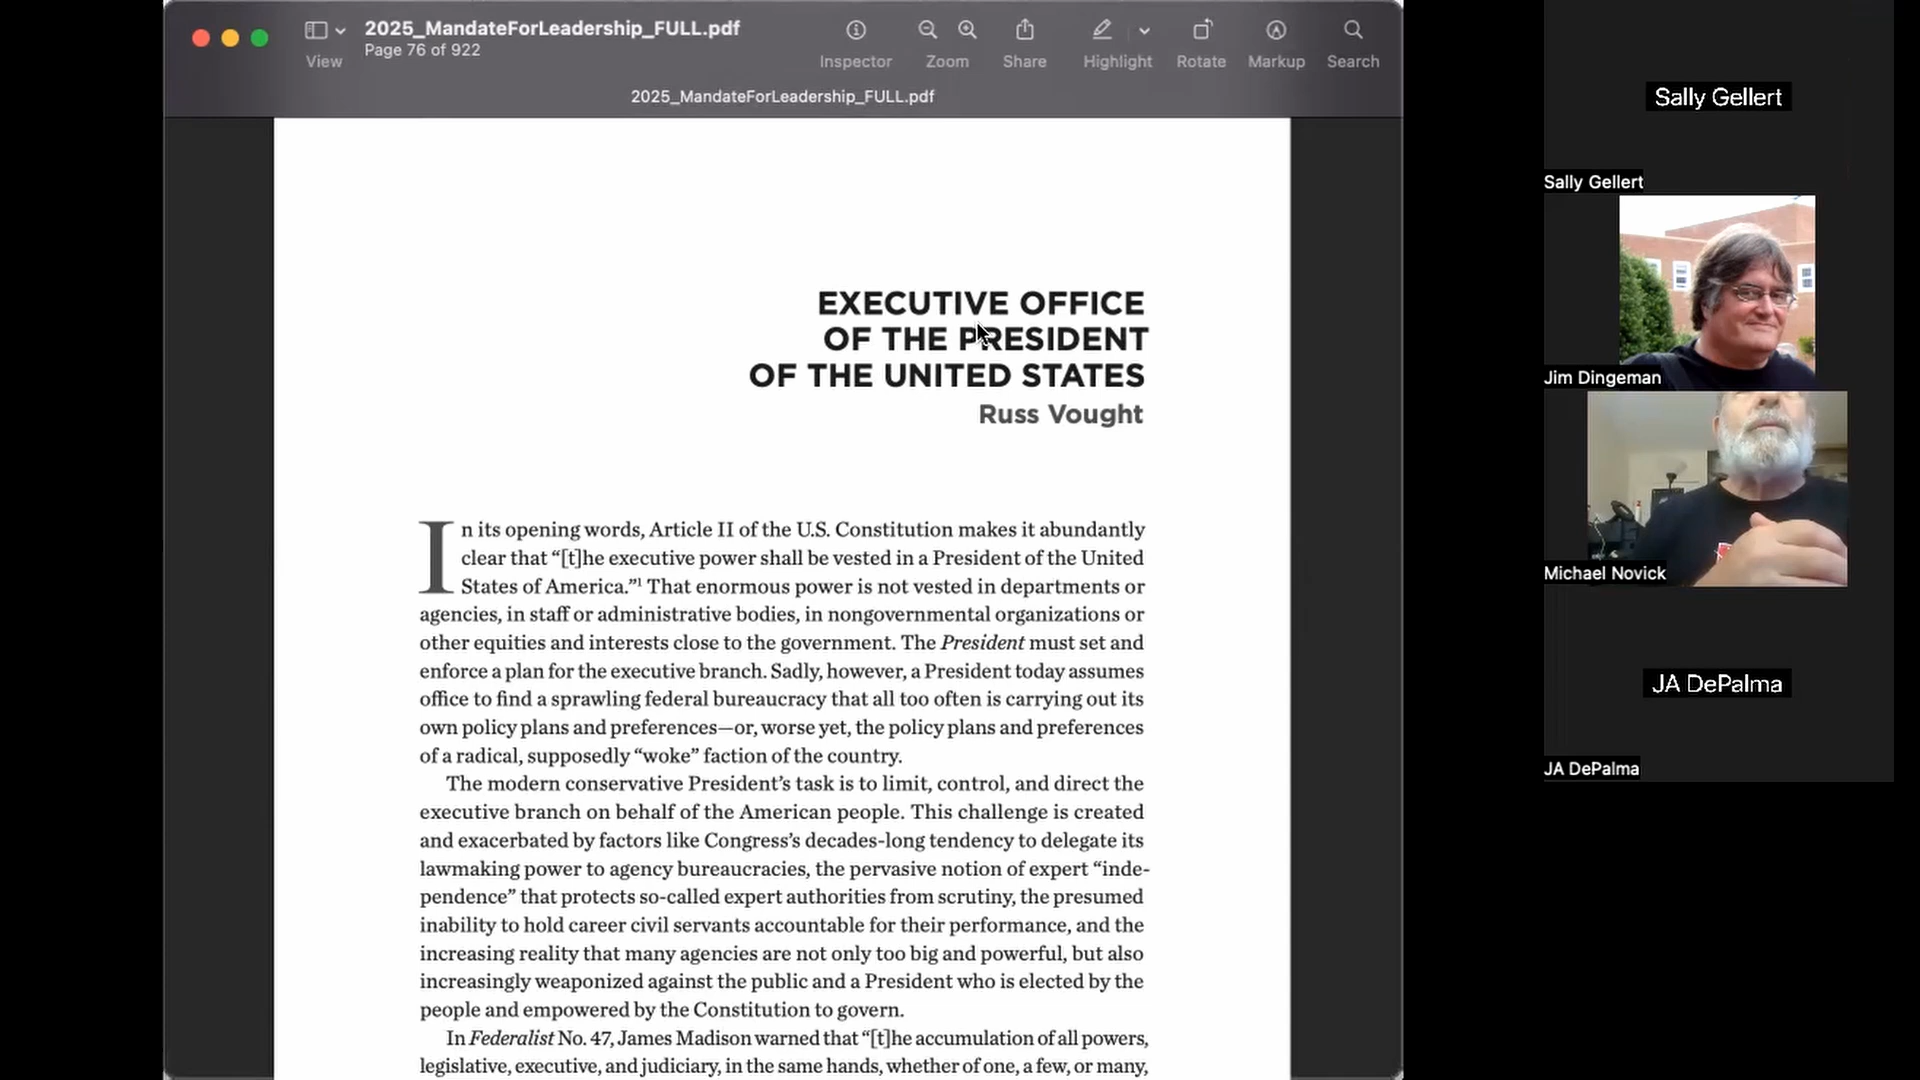 2025_MandateForLeadership_FULL.pdf
Page 76 of 922
View
Inspector
Zoom
Share
Highlight
Rotate
Markup
Search
2025_MandateForLeadership_FULL.pdf
EXECUTIVE OFFICE
OF THE PRESIDENT
OF THE UNITED STATES
Russ Vought
In its opening words, Article II of the U.S. Constitution makes it abundantly
clear that “[t]he executive power shall be vested in a President of the United
States of America.”¹ That enormous power is not vested in departments or
agencies, in staff or administrative bodies, in nongovernmental organizations or
other equities and interests close to the government. The President must set and
enforce a plan for the executive branch. Sadly, however, a President today assumes
office to find a sprawling federal bureaucracy that all too often is carrying out its
own policy plans and preferences—or, worse yet, the policy plans and preferences
of a radical, supposedly “woke” faction of the country.
The modern conservative President’s task is to limit, control, and direct the
executive branch on behalf of the American people. This challenge is created
and exacerbated by factors like Congress’s decades-long tendency to delegate its
lawmaking power to agency bureaucracies, the pervasive notion of expert “inde-
pendence” that protects so-called expert authorities from scrutiny, the presumed
inability to hold career civil servants accountable for their performance, and the
increasing reality that many agencies are not only too big and powerful, but also
increasingly weaponized against the public and a President who is elected by the
people and empowered by the Constitution to govern.
In Federalist No. 47, James Madison warned that “[t]he accumulation of all powers,
legislative, executive, and judiciary, in the same hands, whether of one, a few, or many,
Sally Gellert
Sally Gellert
Jim Dingeman
Michael Novick
JA DePalma
JA DePalma